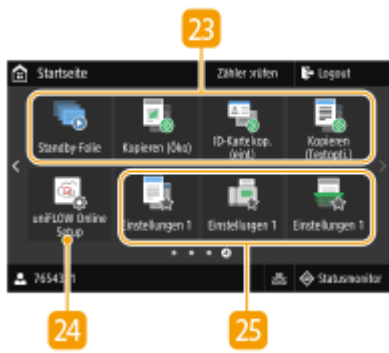 23
Startseite
Zähler prüfen
Logout
Standby-Folie
Kopieren (Öko)
ID-Karte kop.
(einf.)
Kopieren
(Testopti.)
uniFLOW Online
Setup
Einstellungen 1
Einstellungen 1
Einstellungen 1
Statusmonitor
24
25